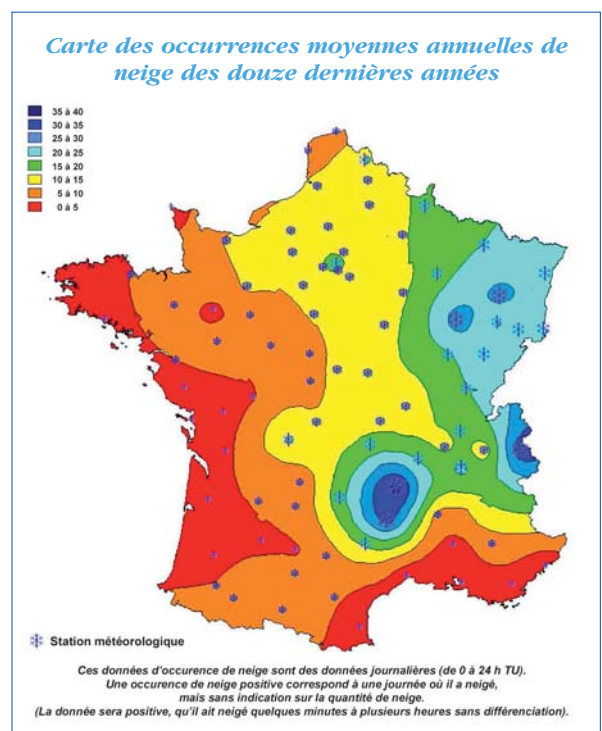 Carte des occurrences moyennes annuelles de
neige des douze dernières années
35 à 40
30 à 35
25 à 30
20 à 25
15 à 20
10 à 15
5 à 10
0 à 5
Station météorologique
Ces données d'occurence de neige sont des données journalières (de 0 à 24 h TU).
Une occurence de neige positive correspond à une journée où il a neigé,
mais sans indication sur la quantité de neige.
(La donnée sera positive, qu'il ait neigé quelques minutes à plusieurs heures sans différenciation).